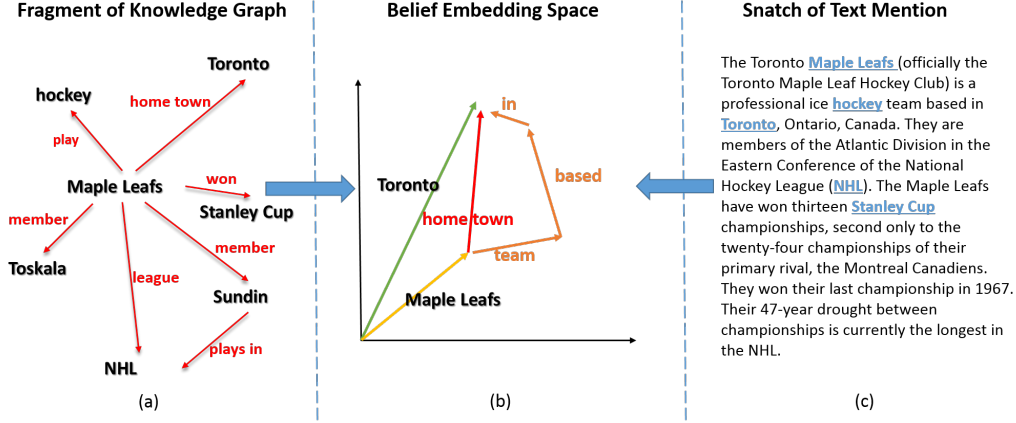 Fragment of Knowledge Graph
Toronto
hockey
home town
play
Maple Leafs
won
Stanley Cup
member
member
Toskala
league
Sundin
plays in
NHL
(a)
Belief Embedding Space
in
Toronto
based
home town
team
Maple Leafs
(b)
Snatch of Text Mention
The Toronto Maple Leafs (officially the
Toronto Maple Leaf Hockey Club) is a
professional ice hockey team based in
Toronto, Ontario, Canada. They are
members of the Atlantic Division in the
Eastern Conference of the National
Hockey League (NHL). The Maple Leafs
have won thirteen Stanley Cup
championships, second only to the
twenty-four championships of their
primary rival, the Montreal Canadiens.
They won their last championship in 1967.
Their 47-year drought between
championships is currently the longest in
the NHL.
(c)